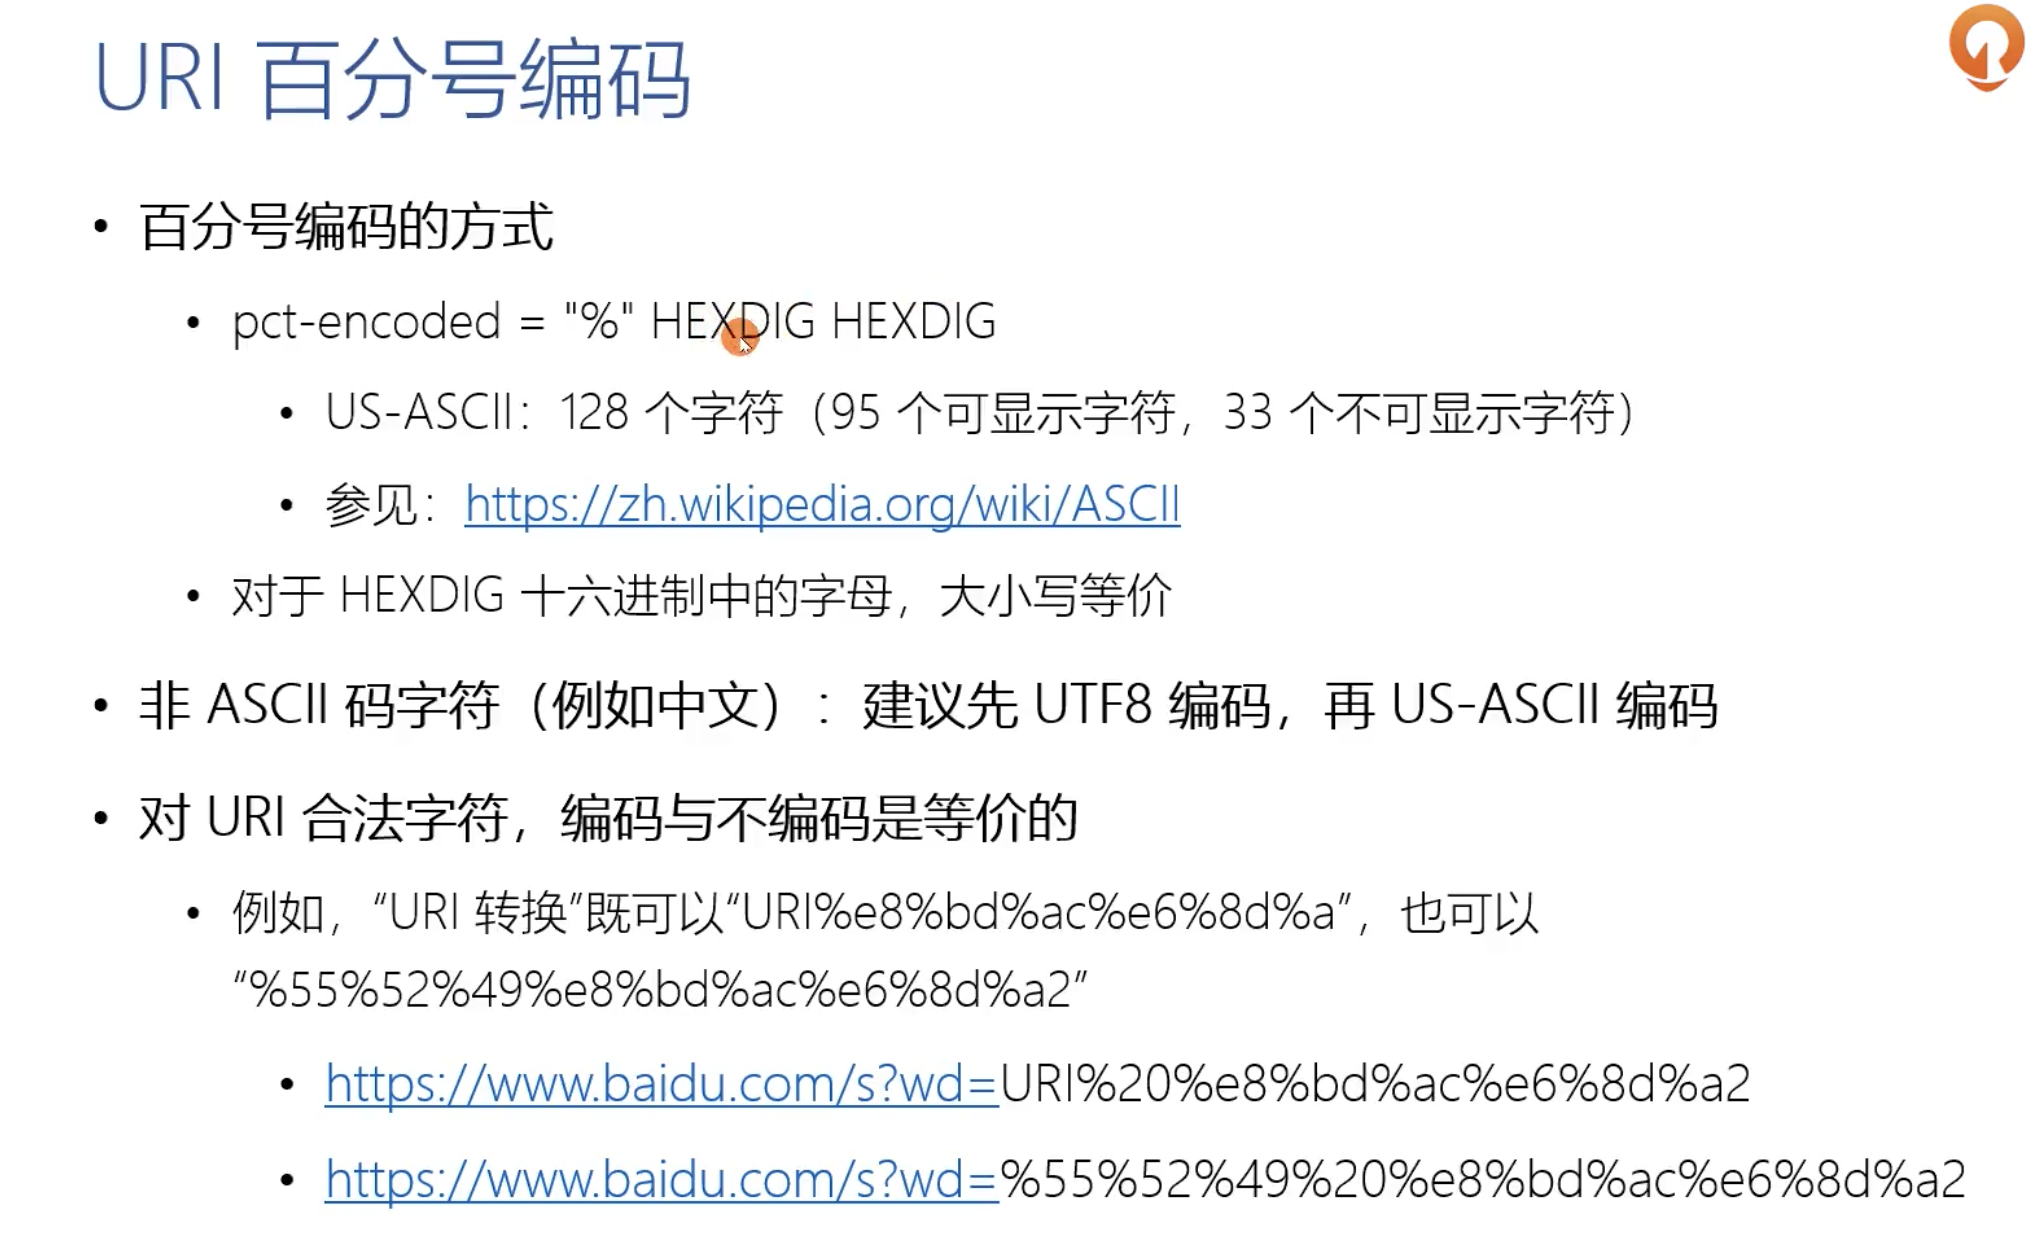 URI 百分号编码
• 百分号编码的方式
• pct-encoded = "%" HEXDIG HEXDIG
• US-ASCII：128 个字符（95 个可显示字符，33 个不可显示字符）
• 参见：https://zh.wikipedia.org/wiki/ASCII
• 对于 HEXDIG 十六进制中的字母，大小写等价
• 非 ASCII 码字符（例如中文）：建议先 UTF8 编码，再 US-ASCII 编码
• 对 URI 合法字符，编码与不编码是等价的
• 例如，“URI 转换”既可以“URI%e8%bd%ac%e6%8d%a”，也可以
“%55%52%49%e8%bd%ac%e6%8d%a2”
• https://www.baidu.com/s?wd=URI%20%e8%bd%ac%e6%8d%a2
• https://www.baidu.com/s?wd=%55%52%49%20%e8%bd%ac%e6%8d%a2